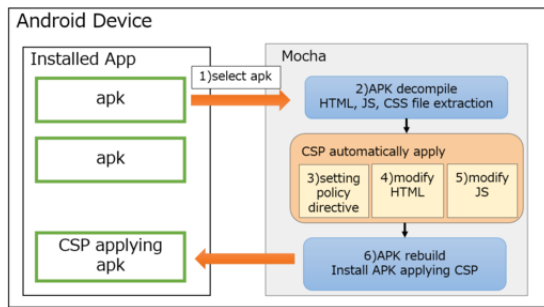 Android Device
Installed App
apk
apk
CSP applying
apk
1)select apk
Mocha
2)APK decompile
HTML, JS, CSS file extraction
CSP automatically apply
3)setting
policy
directive
4)modify
HTML
5)modify
JS
6)APK rebuild
Install APK applying CSP